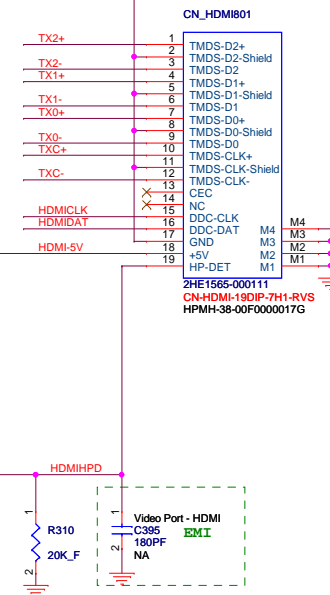 CN_HDMI801
TX2+ 1 TMDS-D2+
2 TMDS-D2-Shield
TX2- 3 TMDS-D2
TX1+ 4 TMDS-D1+
5 TMDS-D1-Shield
TX1- 6 TMDS-D1
TX0+ 7 TMDS-D0+
8 TMDS-D0-Shield
TX0- 9 TMDS-D0
TXC+ 10 TMDS-CLK+
11 TMDS-CLK-Shield
TXC- 12 TMDS-CLK-
13 CEC
14 NC
HDMICLK 15 DDC-CLK
HDMIDAT 16 DDC-DAT M4 M4
17 GND M3 M3
HDMI-5V 18 +5V M2 M2
19 HP-DET M1 M1
2HE1565-000111
CN-HDMI-19DIP-7H1-RVS
HPMH-38-00F0000017G
HDMIHPD
1 1 Video Port - HDMI
R310 C395 EMI
20K_F 180PF
2 2 NA